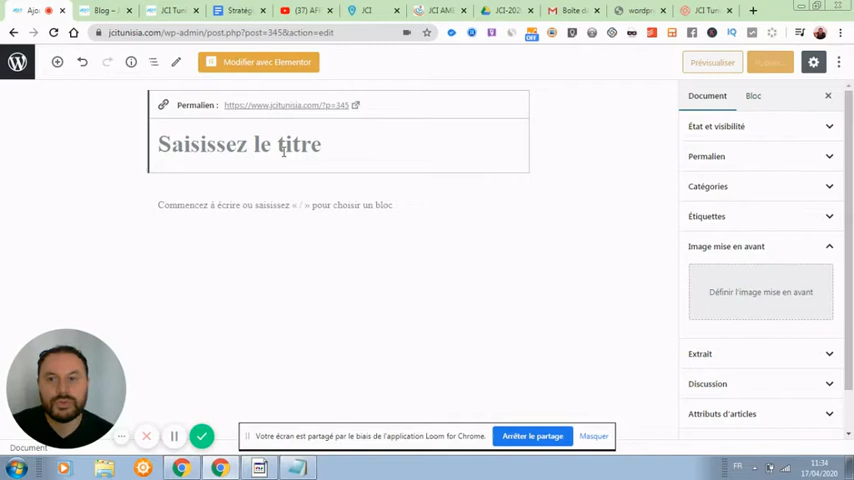 Ajo
Blog –
JCI Tun
Stratég
(37) AF
JCI
JCI AM
JCI-202
Boîte d
wordpr
JCI Tu
jcitunisia.com/wp-admin/post.php?post=345&action=edit
OFF
Modifier avec Elementor
Prévisualiser
Permalien : https://www.jcitunisia.com/?p=345
Saisissez le titre
Commencez à écrire ou saisissez « / » pour choisir un bloc
Document
Bloc
État et visibilité
Permalien
Catégories
Étiquettes
Image mise en avant
Définir l'image mise en avant
Extrait
Discussion
Attributs d'articles
Votre écran est partagé par le biais de l'application Loom for Chrome.
Arrêter le partage
Masquer
Document
FR
11:34
17/04/2020